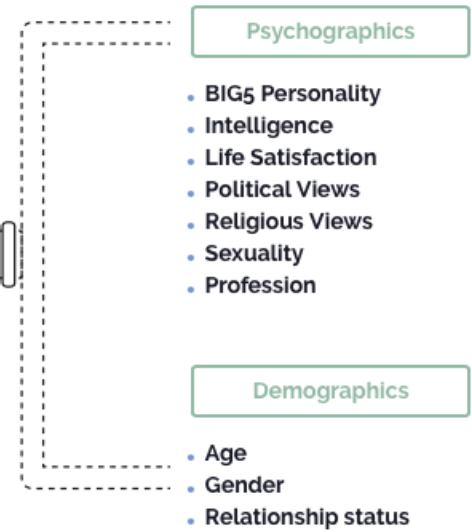 Psychographics
BIG5 Personality
Intelligence
Life Satisfaction
Political Views
Religious Views
Sexuality
Profession
Demographics
Age
Gender
Relationship status